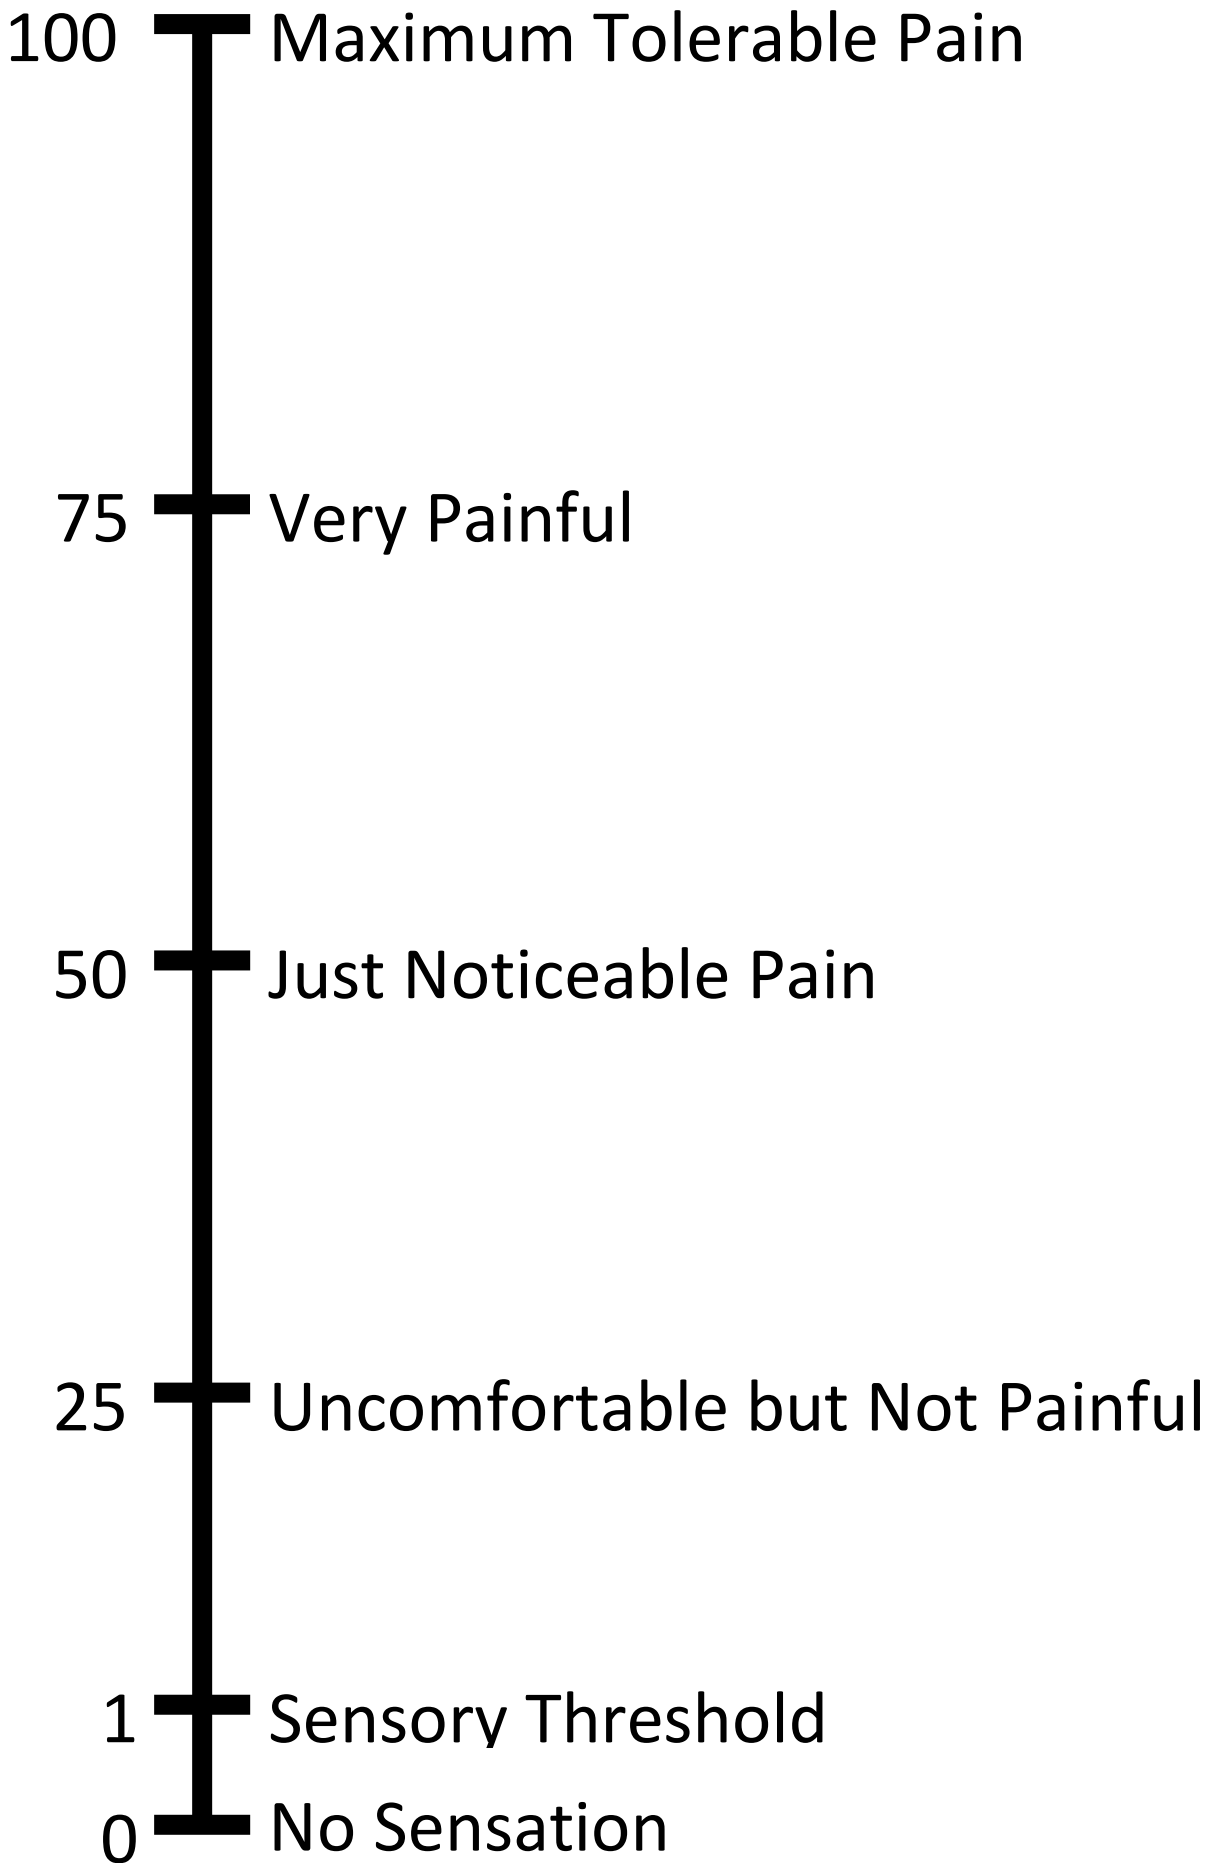 100 Maximum Tolerable Pain
75 Very Painful
50 Just Noticeable Pain
25 Uncomfortable but Not Painful
1 Sensory Threshold
0 No Sensation